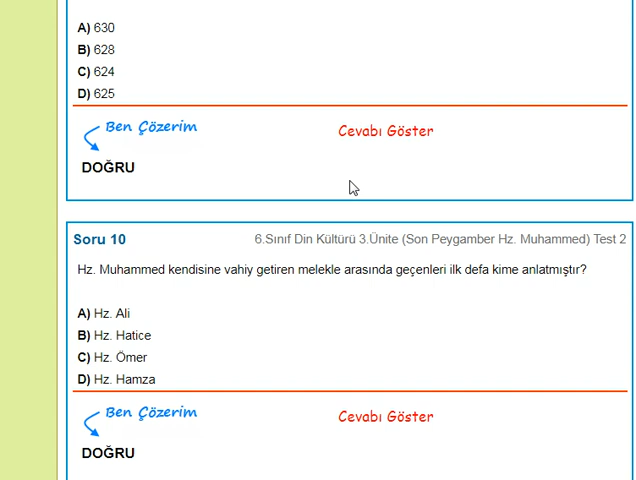 A) 630
B) 628
C) 624
D) 625
Ben Çözerim
Cevabı Göster
DOĞRU
Soru 10
6.Sınıf Din Kültürü 3.Ünite (Son Peygamber Hz. Muhammed) Test 2
Hz. Muhammed kendisine vahiy getiren melekle arasında geçenleri ilk defa kime anlatmıştır?
A) Hz. Ali
B) Hz. Hatice
C) Hz. Ömer
D) Hz. Hamza
Ben Çözerim
Cevabı Göster
DOĞRU